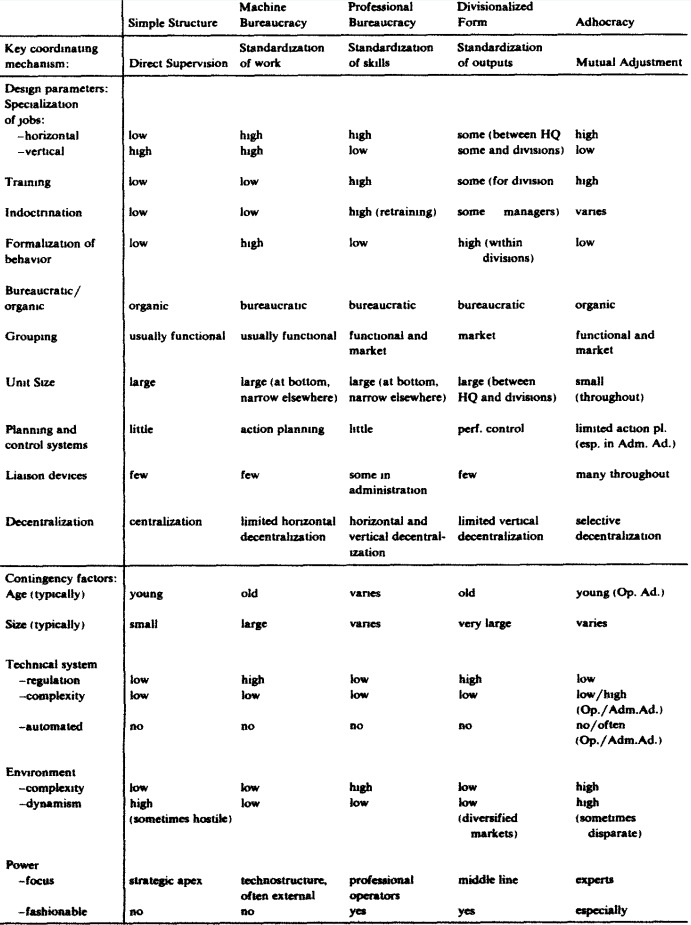 Simple Structure Machine Bureaucracy Professional Bureaucracy Divisionalized Form Adhocracy
Key coordinating mechanism: Direct Supervision Standardization of work Standardization of skills Standardization of outputs Mutual Adjustment
Design parameters:
Specialization
of jobs:
–horizontal low high high some (between HQ high
–vertical high high low some and divisions) low
Training low low high some (for division high
Indoctrination low low high (retraining) some managers) varies
Formalization of behavior low high low high (within divisions) low
Bureaucratic/ organic organic bureaucratic bureaucratic bureaucratic organic
Grouping usually functional usually functional functional and market market functional and market
Unit Size large large (at bottom, narrow elsewhere) large (at bottom, narrow elsewhere) large (between HQ and divisions) small (throughout)
Planning and control systems little action planning little perf. control limited action pl. (esp. in Adm. Ad.)
Liaison devices few few some in administration few many throughout
Decentralization centralization limited horizontal decentralization horizontal and vertical decentral-ization limited vertical decentralization selective decentralization
Contingency factors:
Age (typically) young old varies old young (Op. Ad.)
Size (typically) small large varies very large varies
Technical system
–regulation low high low high low
–complexity low low low low low/high (Op./Adm.Ad.)
–automated no no no no no/often (Op./Adm.Ad.)
Environment
–complexity low low high low high
–dynamism high (sometimes hostile) low low low (diversified markets) high (sometimes disparate)
Power
–focus strategic apex technostructure, often external professional operators middle line experts
–fashionable no no yes yes especially